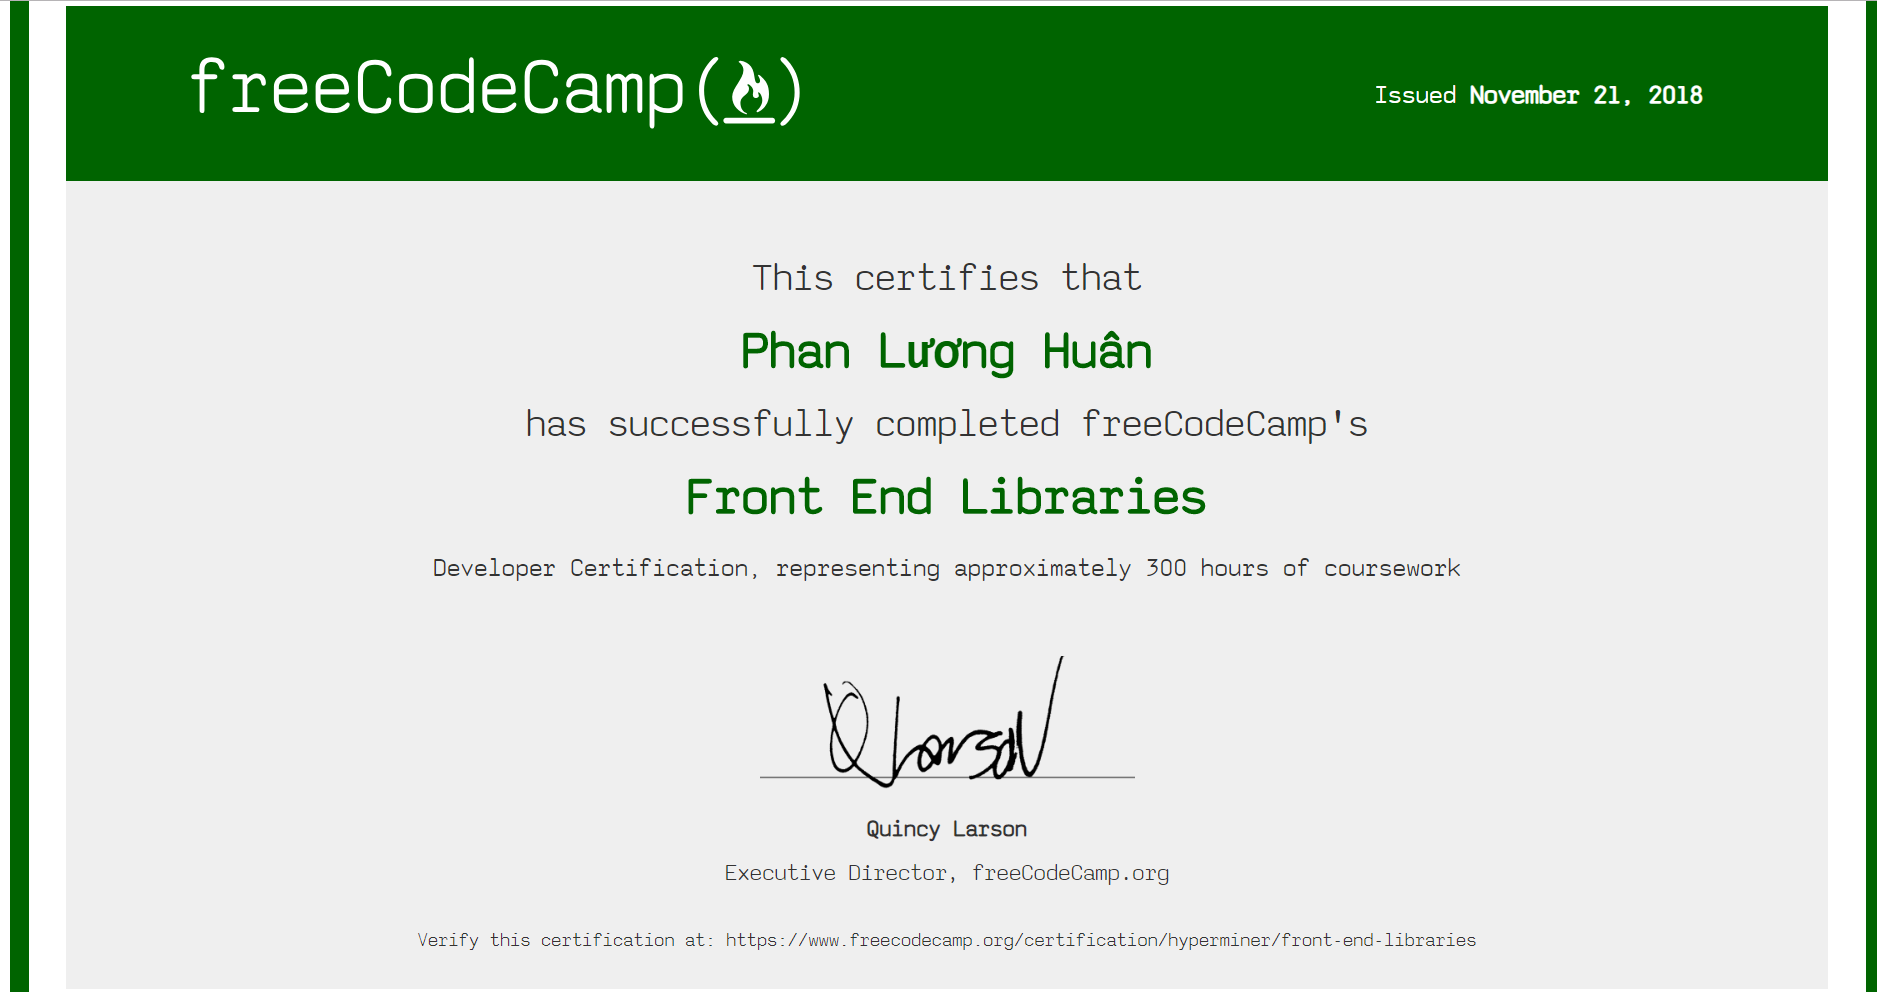 freeCodeCamp(🔥)
Issued November 21, 2018
This certifies that
Phan Lương Huân
has successfully completed freeCodeCamp's
Front End Libraries
Developer Certification, representing approximately 300 hours of coursework
Q Larson
Quincy Larson
Executive Director, freeCodeCamp.org
Verify this certification at: https://www.freecodecamp.org/certification/hyperminer/front-end-libraries